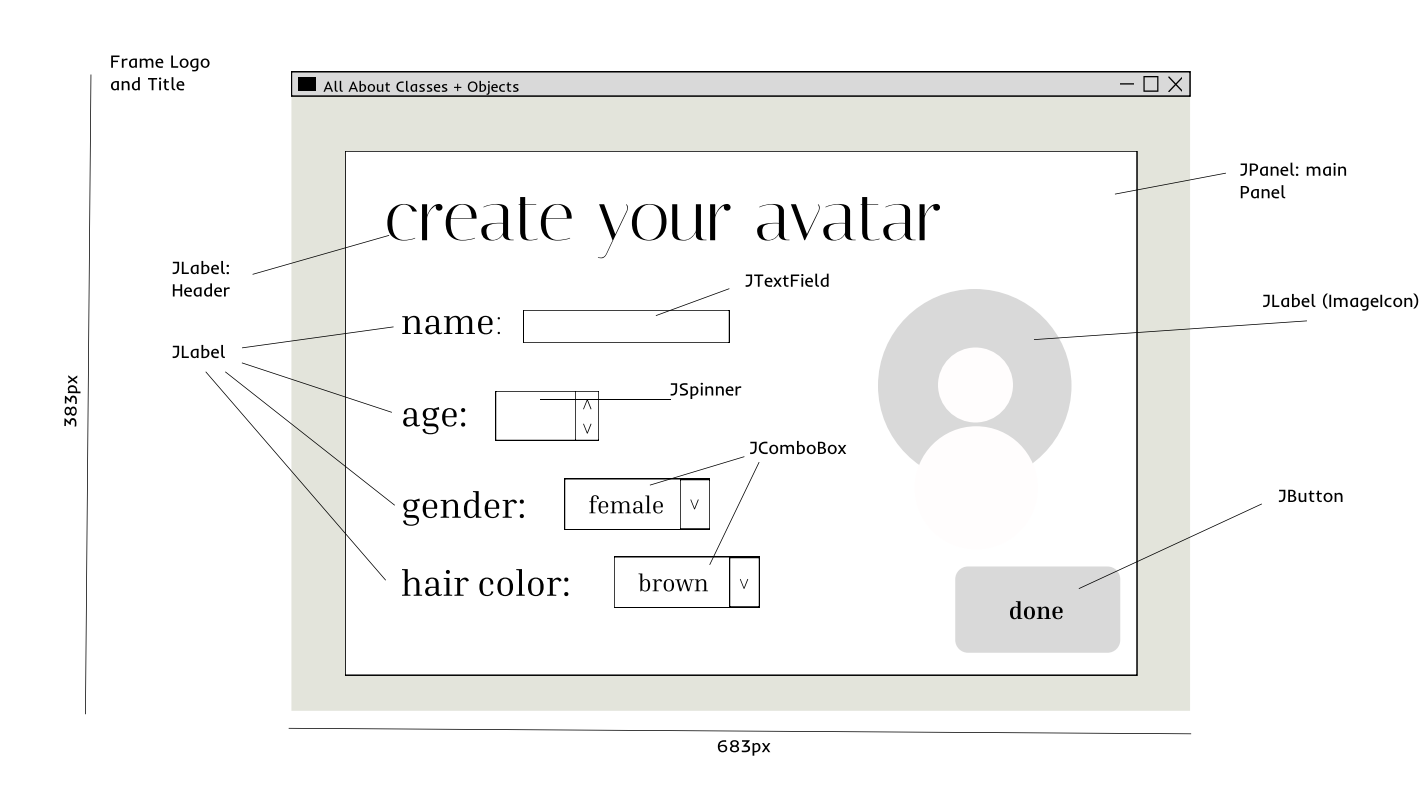 Frame Logo
and Title
All About Classes + Objects
JPanel: main
Panel
create your avatar
JLabel:
Header
JTextField
JLabel (ImageIcon)
name:
JLabel
JSpinner
age:
383px
JComboBox
gender:
female
v
JButton
hair color:
brown
v
done
683px